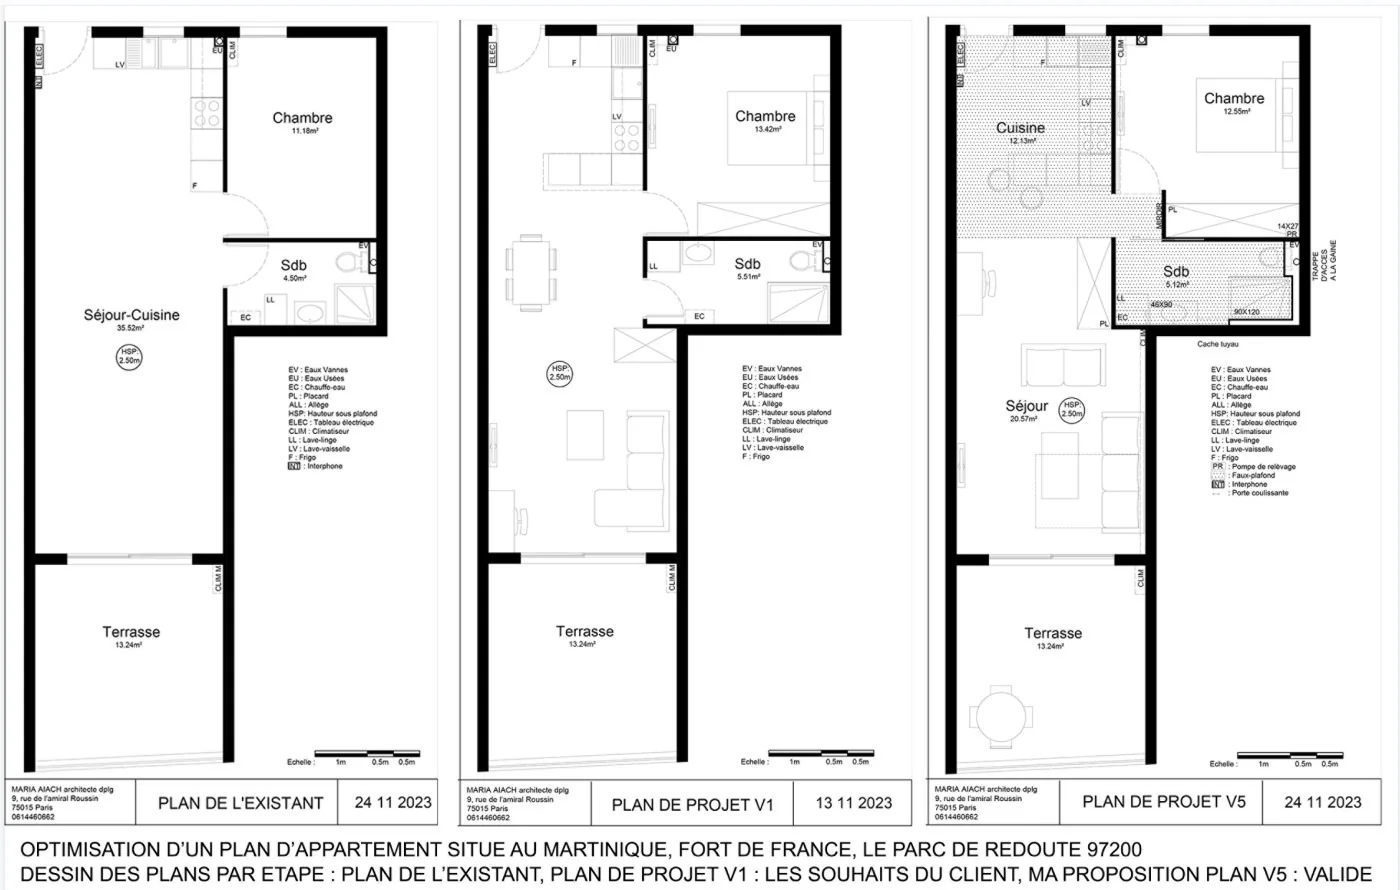 ELEC
INT
LV
EU
CLIM
Chambre
11.18m²
F
EV
Sdb
4.50m²
LL
EC
Séjour-Cuisine
35.52m²
HSP:
2.50m
EV : Eaux Vannes
EU : Eaux Usées
EC : Chauffe-eau
PL : Placard
ALL : Allège
HSP: Hauteur sous plafond
ELEC : Tableau électrique
CLIM : Climatiseur
LL : Lave-linge
LV : Lave-vaisselle
F : Frigo
INT : Interphone
CLIM M
Terrasse
13.24m²
Echelle :
1m
0.5m
0.5m
MARIA AIACH architecte dplg
9, rue de l'amiral Roussin
75015 Paris
0614460662
PLAN DE L'EXISTANT
24 11 2023
ELEC
F
CLIM
EU
LV
Chambre
13.42m²
EV
Sdb
5.51m²
LL
EC
HSP:
2.50m
EV : Eaux Vannes
EU : Eaux Usées
EC : Chauffe-eau
PL : Placard
ALL : Allège
HSP: Hauteur sous plafond
ELEC : Tableau électrique
CLIM : Climatiseur
LL : Lave-linge
LV : Lave-vaisselle
F : Frigo
CLIM M
Terrasse
13.24m²
Echelle :
1m
0.5m
0.5m
MARIA AIACH architecte dplg
9, rue de l'amiral Roussin
75015 Paris
0614460662
PLAN DE PROJET V1
13 11 2023
ELEC
INT
F
CLIM
LV
Chambre
12.55m²
Cuisine
12.13m²
MIROIR
PL
14X27
PR
EV
TRAPPE
D'ACCES
A LA GAINE
Sdb
5.12m²
LL
46X90
EC
90X120
PL
CLIM
Cache tuyau
Séjour
20.57m²
HSP:
2.50m
EV : Eaux Vannes
EU : Eaux Usées
EC : Chauffe-eau
PL : Placard
ALL : Allège
HSP: Hauteur sous plafond
ELEC : Tableau électrique
CLIM : Climatiseur
LL : Lave-linge
LV : Lave-vaisselle
F : Frigo
PR : Pompe de relèvage
: Faux-plafond
INT : Interphone
: Porte coulissante
CLIM
Terrasse
13.24m²
Echelle :
1m
0.5m
0.5m
MARIA AIACH architecte dplg
9, rue de l'amiral Roussin
75015 Paris
0614460662
PLAN DE PROJET V5
24 11 2023
OPTIMISATION D'UN PLAN D'APPARTEMENT SITUE AU MARTINIQUE, FORT DE FRANCE, LE PARC DE REDOUTE 97200
DESSIN DES PLANS PAR ETAPE : PLAN DE L'EXISTANT, PLAN DE PROJET V1 : LES SOUHAITS DU CLIENT, MA PROPOSITION PLAN V5 : VALIDE